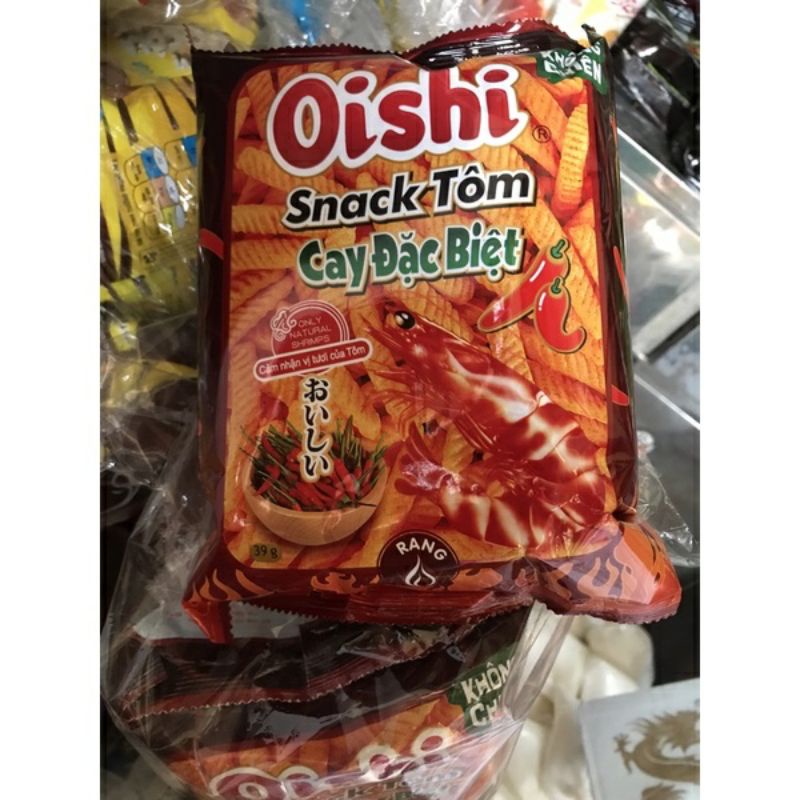 Oishi
®
Snack Tôm
Cay Đặc Biệt
ONLY
NATURAL
SHRIMPS
Cảm nhận vị tươi của Tôm
おいしい
39 g
RANG
KHÔN